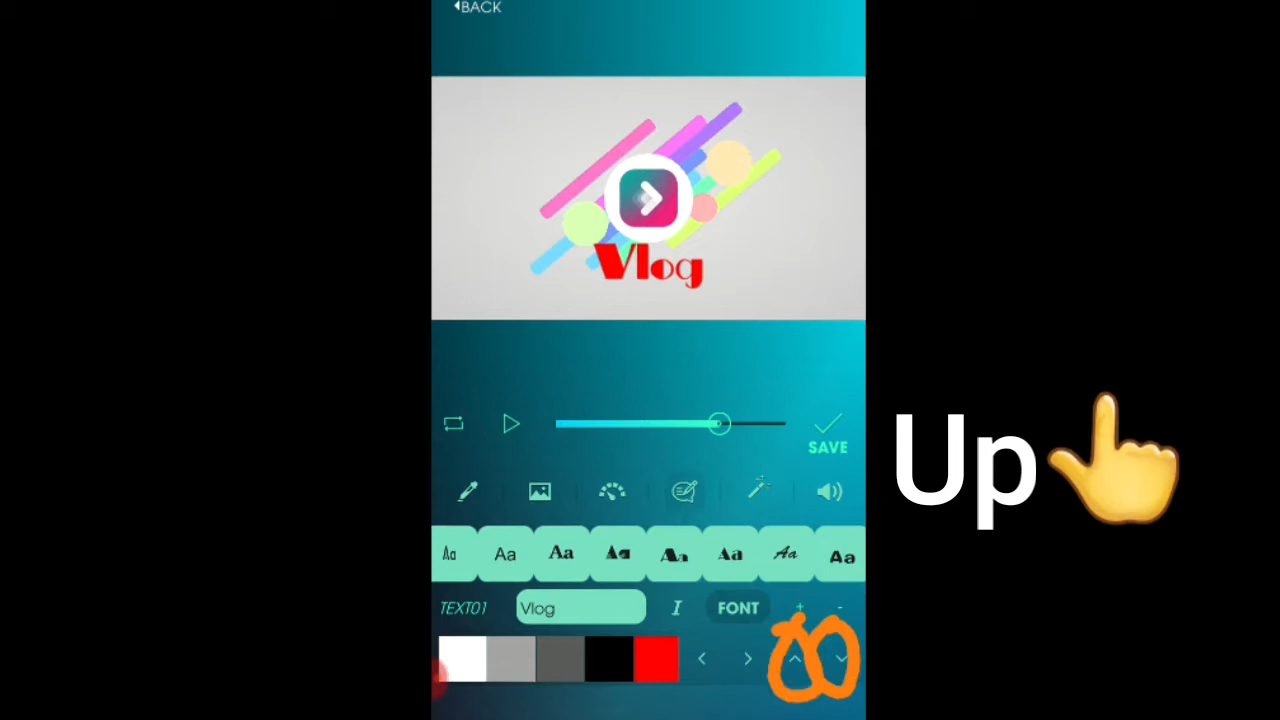 BACK
Vlog
Up
SAVE
Aa Aa Aa Aa Aa Aa Aa Aa
TEXT01 Vlog I FONT + -